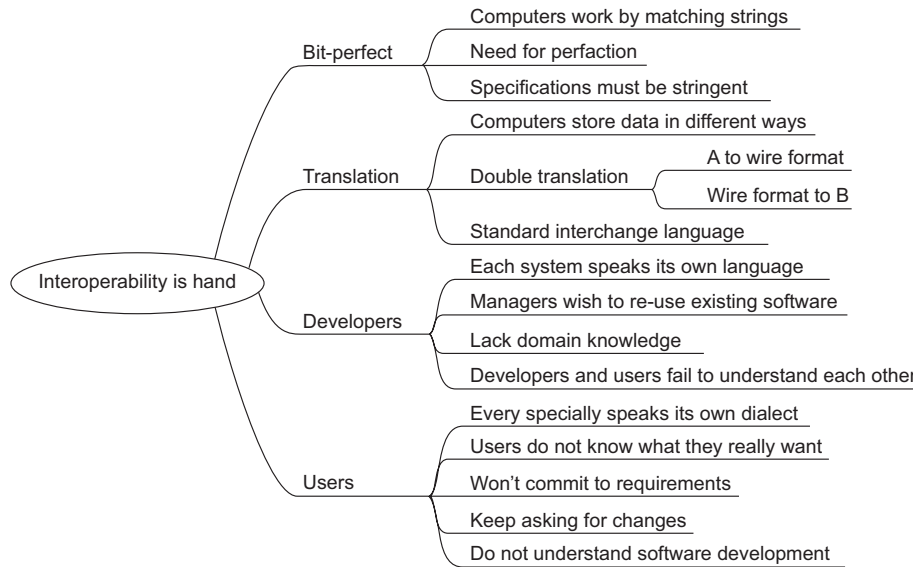 Interoperability is hand
Bit-perfect
Computers work by matching strings
Need for perfaction
Specifications must be stringent
Translation
Computers store data in different ways
Double translation
A to wire format
Wire format to B
Standard interchange language
Developers
Each system speaks its own language
Managers wish to re-use existing software
Lack domain knowledge
Developers and users fail to understand each other
Users
Every specially speaks its own dialect
Users do not know what they really want
Won’t commit to requirements
Keep asking for changes
Do not understand software development